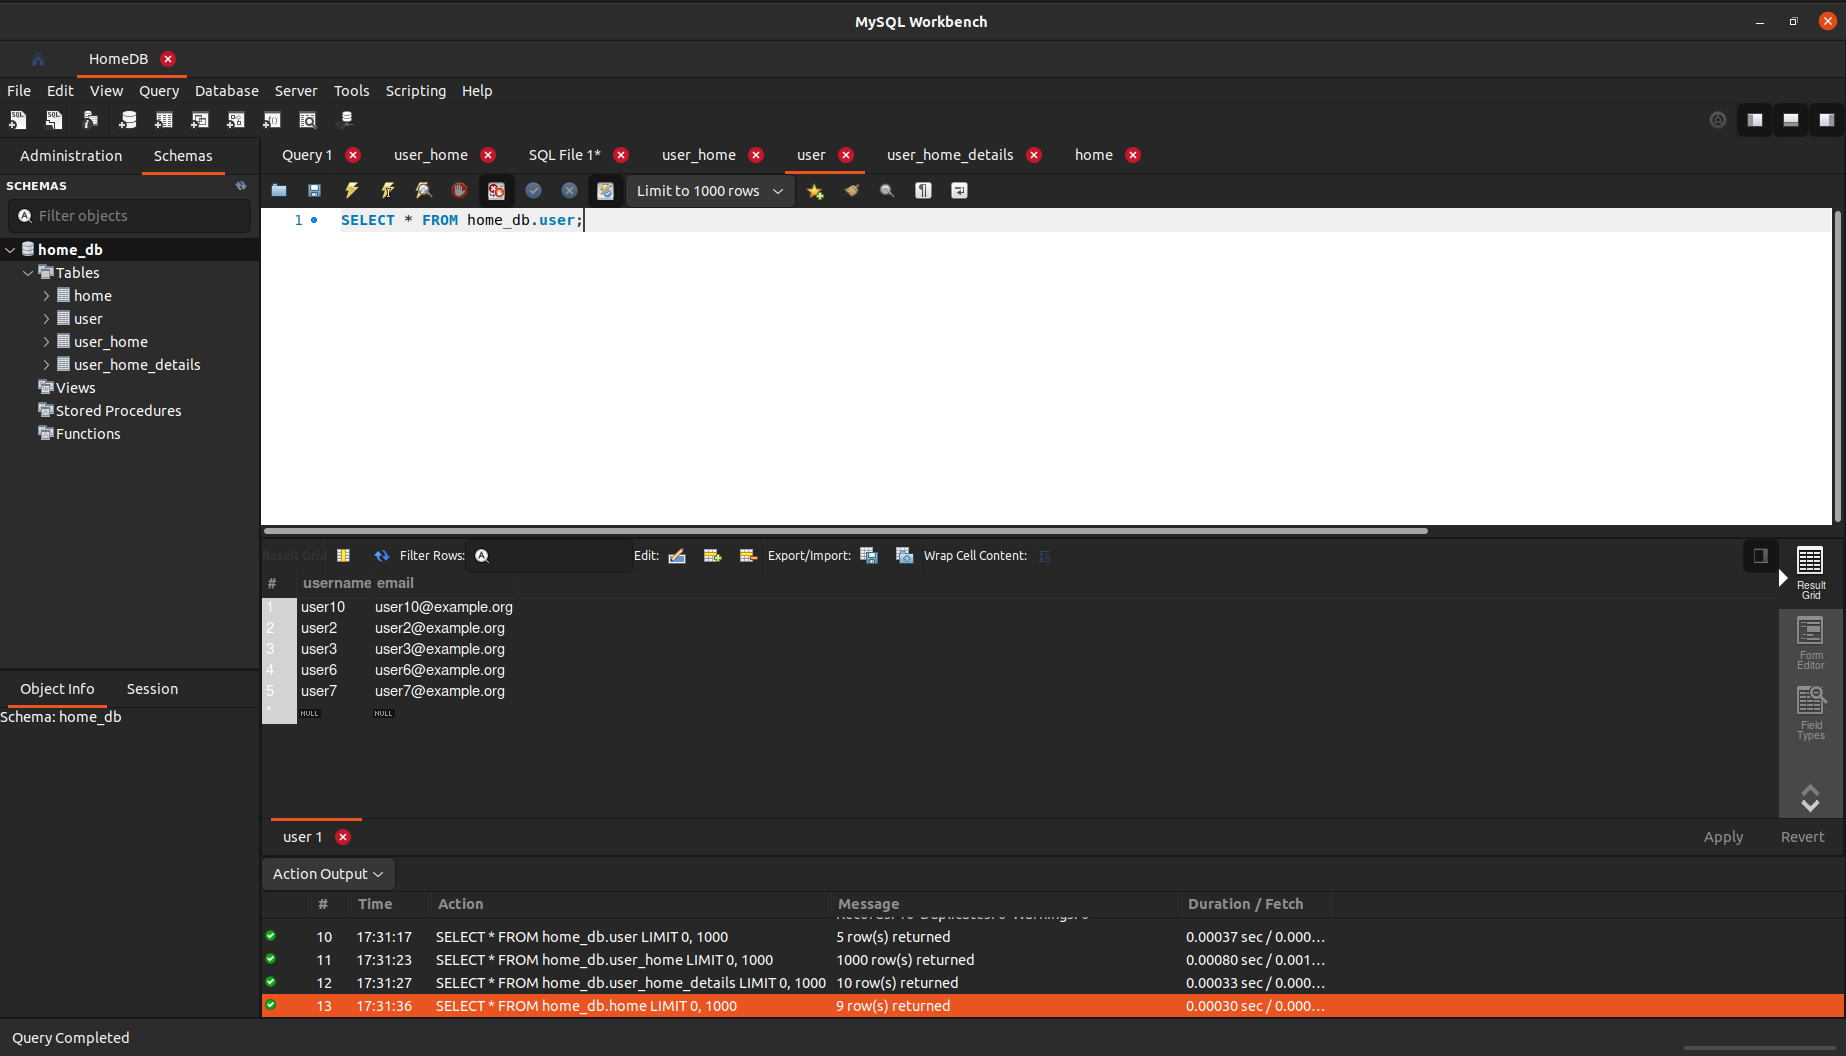 MySQL Workbench
HomeDB
File Edit View Query Database Server Tools Scripting Help
Administration Schemas
Query 1 user_home SQL File 1* user_home user user_home_details home
SCHEMAS
Filter objects
Limit to 1000 rows
1 SELECT * FROM home_db.user;
home_db
Tables
home
user
user_home
user_home_details
Views
Stored Procedures
Functions
Result Grid Filter Rows: Edit: Export/Import: Wrap Cell Content:
# username email
1 user10 user10@example.org
2 user2 user2@example.org
3 user3 user3@example.org
4 user6 user6@example.org
5 user7 user7@example.org
* NULL NULL
Result
Grid
Form
Editor
Field
Types
Object Info Session
Schema: home_db
user 1
Apply Revert
Action Output
# Time Action Message Duration / Fetch
10 17:31:17 SELECT * FROM home_db.user LIMIT 0, 1000 5 row(s) returned 0.00037 sec / 0.000...
11 17:31:23 SELECT * FROM home_db.user_home LIMIT 0, 1000 1000 row(s) returned 0.00080 sec / 0.001...
12 17:31:27 SELECT * FROM home_db.user_home_details LIMIT 0, 1000 10 row(s) returned 0.00033 sec / 0.000...
13 17:31:36 SELECT * FROM home_db.home LIMIT 0, 1000 9 row(s) returned 0.00030 sec / 0.000...
Query Completed